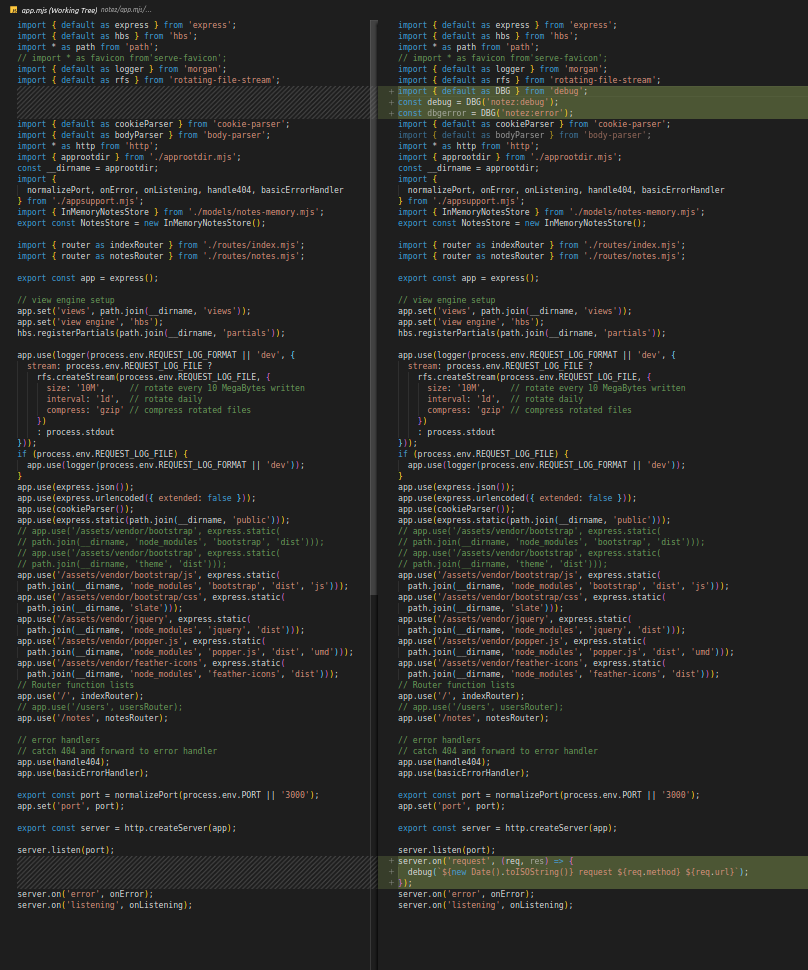 app.mjs (Working Tree) notez/app.mjs/...
import { default as express } from 'express';
import { default as hbs } from 'hbs';
import * as path from 'path';
// import * as favicon from'serve-favicon';
import { default as logger } from 'morgan';
import { default as rfs } from 'rotating-file-stream';
import { default as cookieParser } from 'cookie-parser';
import { default as bodyParser } from 'body-parser';
import * as http from 'http';
import { approotdir } from './approotdir.mjs';
const __dirname = approotdir;
import {
  normalizePort, onError, onListening, handle404, basicErrorHandler
} from './appsupport.mjs';
import { InMemoryNotesStore } from './models/notes-memory.mjs';
export const NotesStore = new InMemoryNotesStore();
import { router as indexRouter } from './routes/index.mjs';
import { router as notesRouter } from './routes/notes.mjs';
export const app = express();
// view engine setup
app.set('views', path.join(__dirname, 'views'));
app.set('view engine', 'hbs');
hbs.registerPartials(path.join(__dirname, 'partials'));
app.use(logger(process.env.REQUEST_LOG_FORMAT || 'dev', {
  stream: process.env.REQUEST_LOG_FILE ?
    rfs.createStream(process.env.REQUEST_LOG_FILE, {
      size: '10M',     // rotate every 10 MegaBytes written
      interval: '1d',  // rotate daily
      compress: 'gzip' // compress rotated files
    })
    : process.stdout
}));
if (process.env.REQUEST_LOG_FILE) {
  app.use(logger(process.env.REQUEST_LOG_FORMAT || 'dev'));
}
app.use(express.json());
app.use(express.urlencoded({ extended: false }));
app.use(cookieParser());
app.use(express.static(path.join(__dirname, 'public')));
// app.use('/assets/vendor/bootstrap', express.static(
// path.join(__dirname, 'node_modules', 'bootstrap', 'dist')));
// app.use('/assets/vendor/bootstrap', express.static(
// path.join(__dirname, 'theme', 'dist')));
app.use('/assets/vendor/bootstrap/js', express.static(
  path.join(__dirname, 'node_modules', 'bootstrap', 'dist', 'js')));
app.use('/assets/vendor/bootstrap/css', express.static(
  path.join(__dirname, 'slate')));
app.use('/assets/vendor/jquery', express.static(
  path.join(__dirname, 'node_modules', 'jquery', 'dist')));
app.use('/assets/vendor/popper.js', express.static(
  path.join(__dirname, 'node_modules', 'popper.js', 'dist', 'umd')));
app.use('/assets/vendor/feather-icons', express.static(
  path.join(__dirname, 'node_modules', 'feather-icons', 'dist')));
// Router function lists
app.use('/', indexRouter);
// app.use('/users', usersRouter);
app.use('/notes', notesRouter);
// error handlers
// catch 404 and forward to error handler
app.use(handle404);
app.use(basicErrorHandler);
export const port = normalizePort(process.env.PORT || '3000');
app.set('port', port);
export const server = http.createServer(app);
server.listen(port);
server.on('error', onError);
server.on('listening', onListening);
import { default as express } from 'express';
import { default as hbs } from 'hbs';
import * as path from 'path';
// import * as favicon from'serve-favicon';
import { default as logger } from 'morgan';
import { default as rfs } from 'rotating-file-stream';
+ import { default as DBG } from 'debug';
+ const debug = DBG('notez:debug');
+ const dbgerror = DBG('notez:error');
import { default as cookieParser } from 'cookie-parser';
import { default as bodyParser } from 'body-parser';
import * as http from 'http';
import { approotdir } from './approotdir.mjs';
const __dirname = approotdir;
import {
  normalizePort, onError, onListening, handle404, basicErrorHandler
} from './appsupport.mjs';
import { InMemoryNotesStore } from './models/notes-memory.mjs';
export const NotesStore = new InMemoryNotesStore();
import { router as indexRouter } from './routes/index.mjs';
import { router as notesRouter } from './routes/notes.mjs';
export const app = express();
// view engine setup
app.set('views', path.join(__dirname, 'views'));
app.set('view engine', 'hbs');
hbs.registerPartials(path.join(__dirname, 'partials'));
app.use(logger(process.env.REQUEST_LOG_FORMAT || 'dev', {
  stream: process.env.REQUEST_LOG_FILE ?
    rfs.createStream(process.env.REQUEST_LOG_FILE, {
      size: '10M',     // rotate every 10 MegaBytes written
      interval: '1d',  // rotate daily
      compress: 'gzip' // compress rotated files
    })
    : process.stdout
}));
if (process.env.REQUEST_LOG_FILE) {
  app.use(logger(process.env.REQUEST_LOG_FORMAT || 'dev'));
}
app.use(express.json());
app.use(express.urlencoded({ extended: false }));
app.use(cookieParser());
app.use(express.static(path.join(__dirname, 'public')));
// app.use('/assets/vendor/bootstrap', express.static(
// path.join(__dirname, 'node_modules', 'bootstrap', 'dist')));
// app.use('/assets/vendor/bootstrap', express.static(
// path.join(__dirname, 'theme', 'dist')));
app.use('/assets/vendor/bootstrap/js', express.static(
  path.join(__dirname, 'node_modules', 'bootstrap', 'dist', 'js')));
app.use('/assets/vendor/bootstrap/css', express.static(
  path.join(__dirname, 'slate')));
app.use('/assets/vendor/jquery', express.static(
  path.join(__dirname, 'node_modules', 'jquery', 'dist')));
app.use('/assets/vendor/popper.js', express.static(
  path.join(__dirname, 'node_modules', 'popper.js', 'dist', 'umd')));
app.use('/assets/vendor/feather-icons', express.static(
  path.join(__dirname, 'node_modules', 'feather-icons', 'dist')));
// Router function lists
app.use('/', indexRouter);
// app.use('/users', usersRouter);
app.use('/notes', notesRouter);
// error handlers
// catch 404 and forward to error handler
app.use(handle404);
app.use(basicErrorHandler);
export const port = normalizePort(process.env.PORT || '3000');
app.set('port', port);
export const server = http.createServer(app);
server.listen(port);
+ server.on('request', (req, res) => {
+   debug(`${new Date().toISOString()} request ${req.method} ${req.url}`);
+ });
server.on('error', onError);
server.on('listening', onListening);